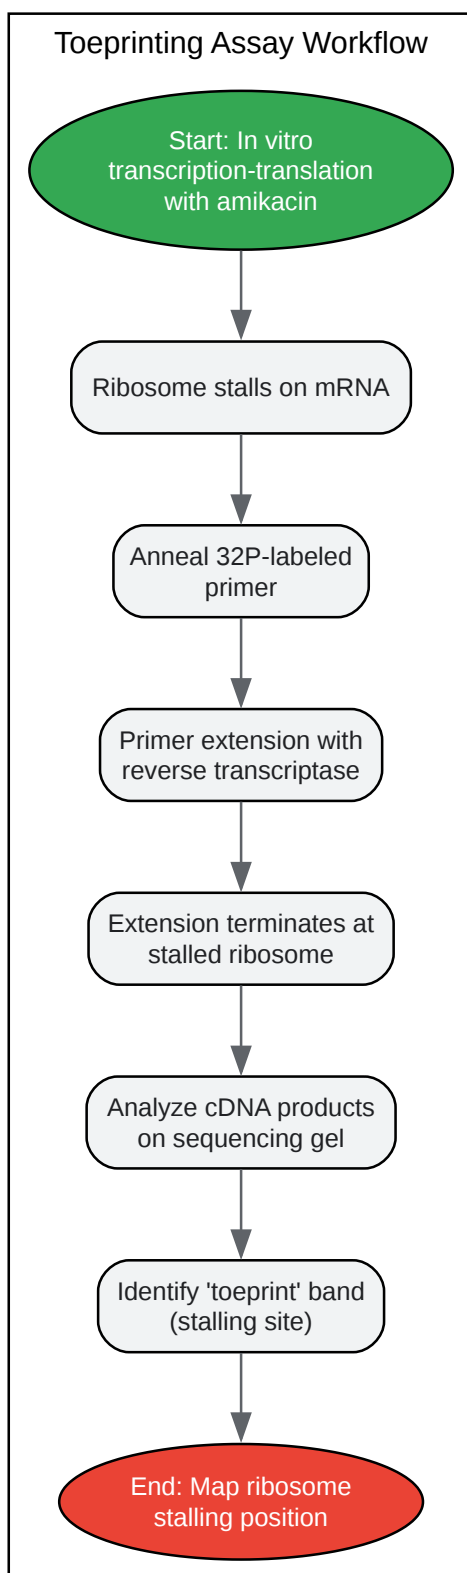 Toeprinting Assay Workflow
Start: In vitro
transcription-translation
with amikacin
Ribosome stalls on mRNA
Anneal 32P-labeled
primer
Primer extension with
reverse transcriptase
Extension terminates at
stalled ribosome
Analyze cDNA products
on sequencing gel
Identify 'toeprint' band
(stalling site)
End: Map ribosome
stalling position